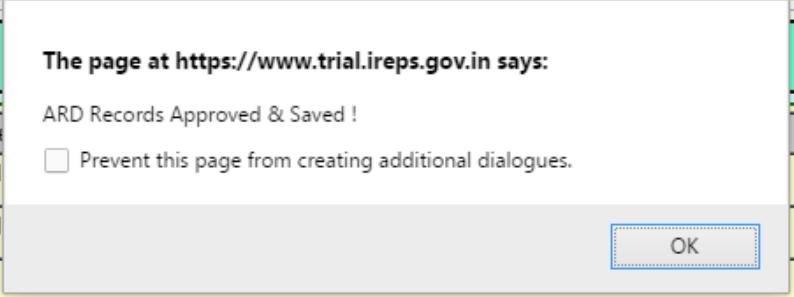 The page at https://www.trial.ireps.gov.in says:
ARD Records Approved & Saved !
Prevent this page from creating additional dialogues.
OK